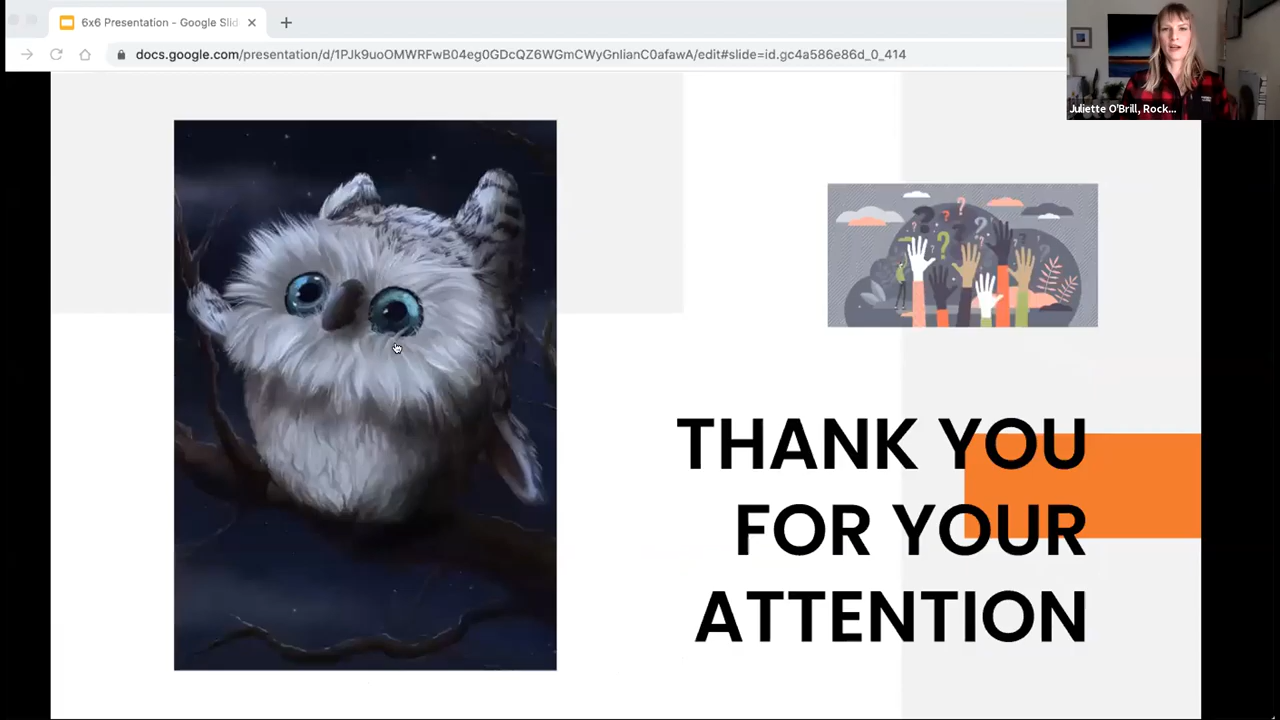 6x6 Presentation - Google Slid
docs.google.com/presentation/d/1PJk9uoOMWRFwB04Cg0GDcQZ6WGmCWyGnIianC0afawA/edit#slide=id.gc4a586e86d_0_414
Juliette O'Brill, Rock...
THANK YOU
FOR YOUR
ATTENTION